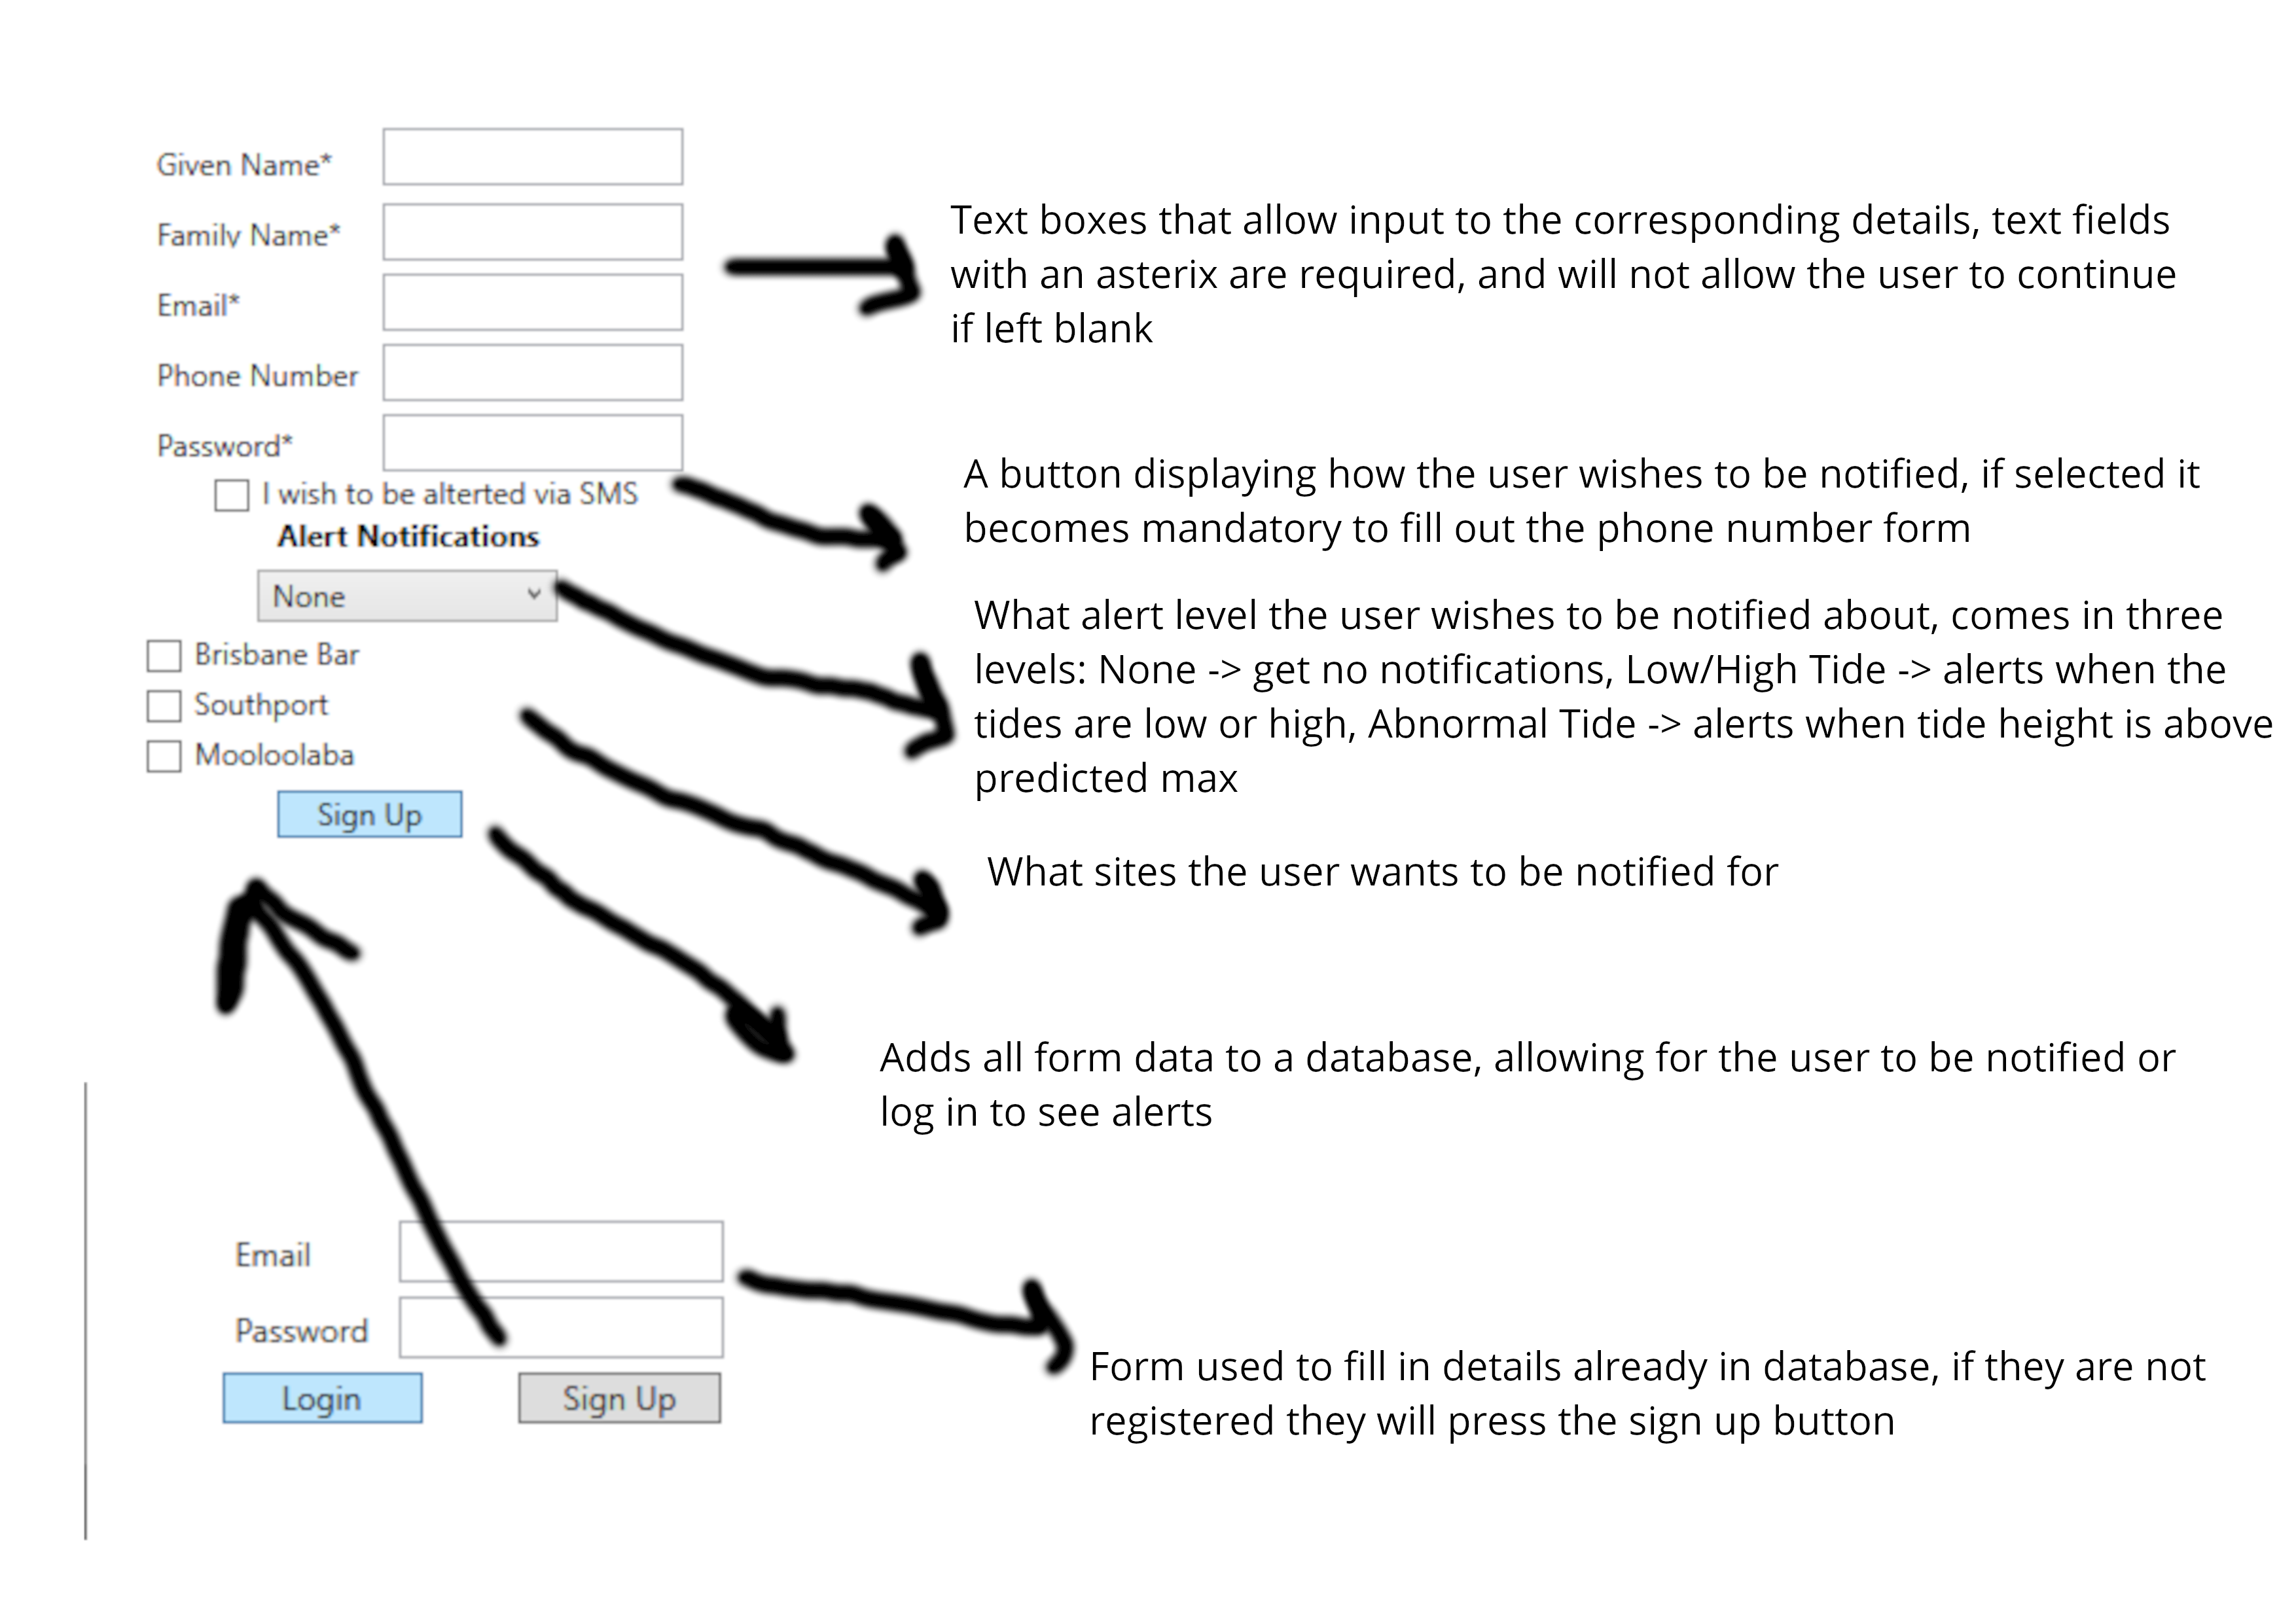 Given Name*
Family Name*
Email*
Phone Number
Password*
I wish to be alterted via SMS
Alert Notifications
None
Brisbane Bar
Southport
Mooloolaba
Sign Up
Text boxes that allow input to the corresponding details, text fields
with an asterix are required, and will not allow the user to continue
if left blank
A button displaying how the user wishes to be notified, if selected it
becomes mandatory to fill out the phone number form
What alert level the user wishes to be notified about, comes in three
levels: None -> get no notifications, Low/High Tide -> alerts when the
tides are low or high, Abnormal Tide -> alerts when tide height is above
predicted max
What sites the user wants to be notified for
Adds all form data to a database, allowing for the user to be notified or
log in to see alerts
Email
Password
Login
Sign Up
Form used to fill in details already in database, if they are not
registered they will press the sign up button